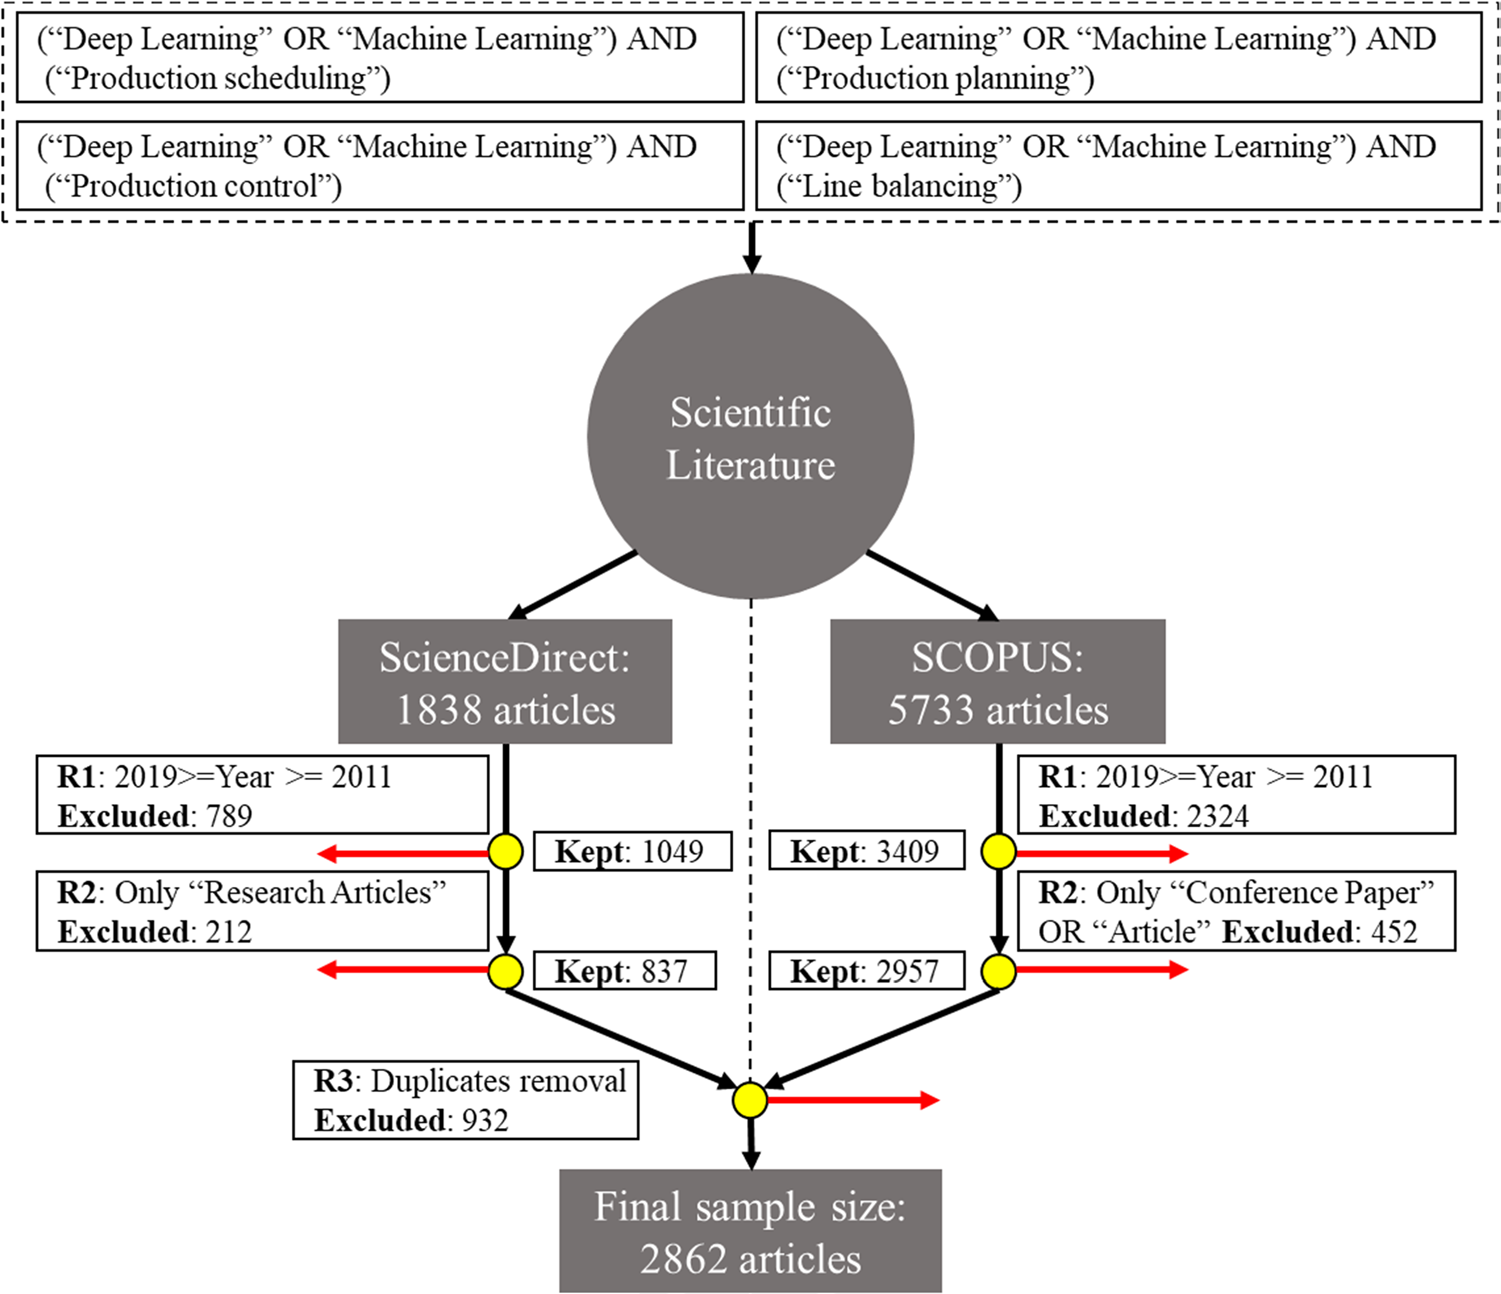 (“Deep Learning” OR “Machine Learning”) AND
(“Production scheduling”)
(“Deep Learning” OR “Machine Learning”) AND
(“Production planning”)
(“Deep Learning” OR “Machine Learning”) AND
(“Production control”)
(“Deep Learning” OR “Machine Learning”) AND
(“Line balancing”)
Scientific
Literature
ScienceDirect:
1838 articles
SCOPUS:
5733 articles
R1: 2019>=Year >= 2011
Excluded: 789
R1: 2019>=Year >= 2011
Excluded: 2324
Kept: 1049
Kept: 3409
R2: Only “Research Articles”
Excluded: 212
R2: Only “Conference Paper”
OR “Article” Excluded: 452
Kept: 837
Kept: 2957
R3: Duplicates removal
Excluded: 932
Final sample size:
2862 articles